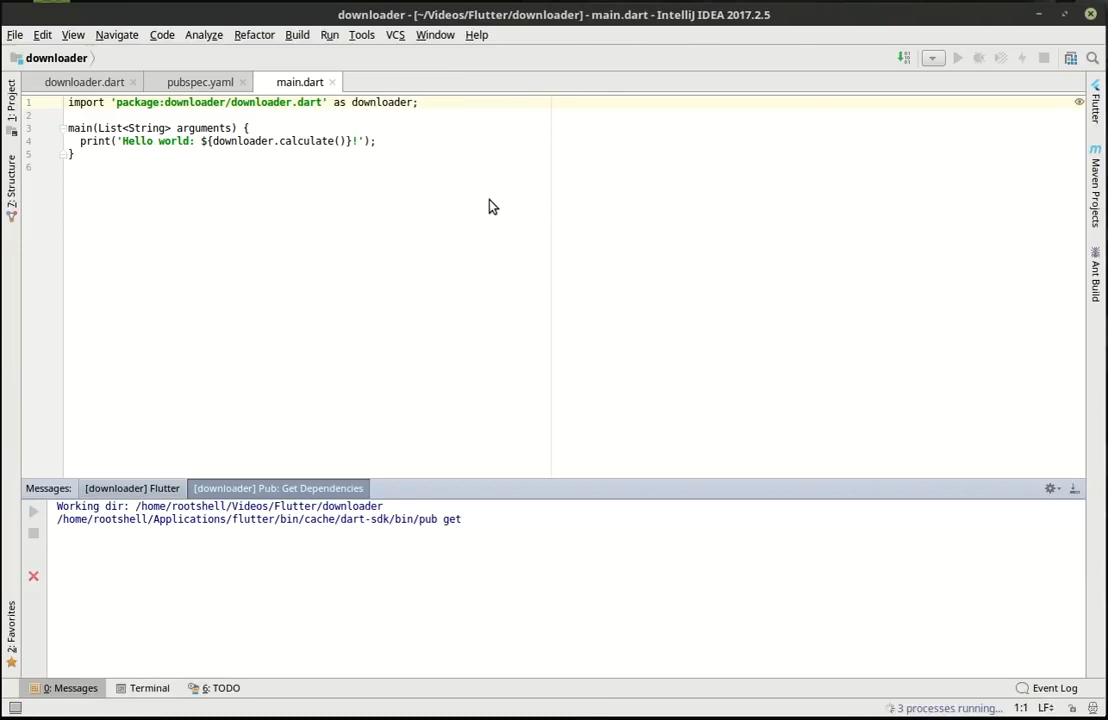 downloader - [~/Videos/Flutter/downloader] - main.dart - IntelliJ IDEA 2017.2.5
File Edit View Navigate Code Analyze Refactor Build Run Tools VCS Window Help
downloader
downloader.dart pubspec.yaml main.dart
1: Project
7: Structure
2: Favorites
1 import 'package:downloader/downloader.dart' as downloader;
2
3 main(List<String> arguments) {
4 print('Hello world: ${downloader.calculate()}!');
5 }
6
Flutter
Maven Projects
Ant Build
Messages: [downloader] Flutter [downloader] Pub: Get Dependencies
Working dir: /home/rootshell/Videos/Flutter/downloader
/home/rootshell/Applications/flutter/bin/cache/dart-sdk/bin/pub get
0: Messages Terminal 6: TODO Event Log
3 processes running... 1:1 LF